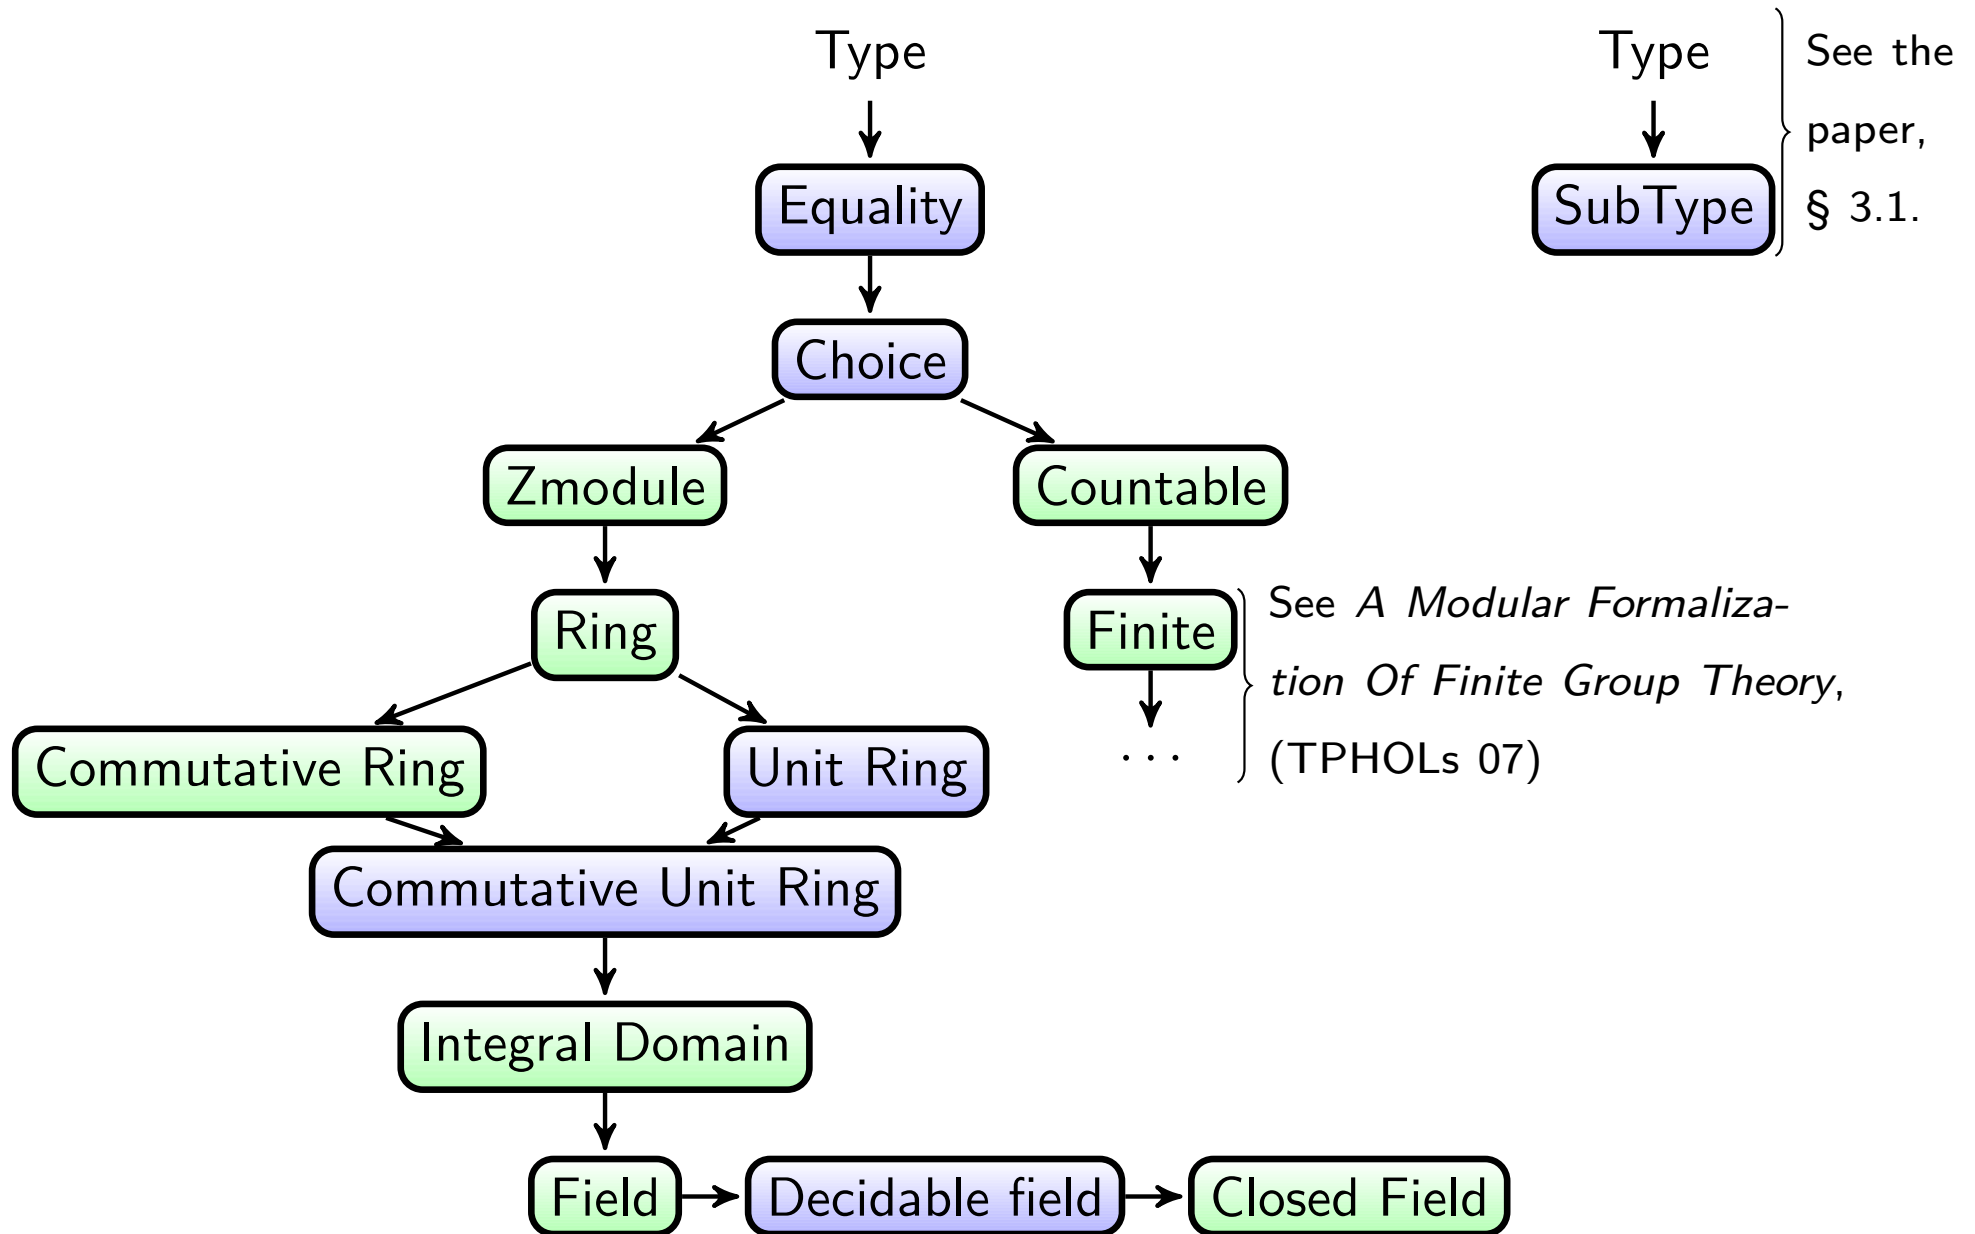 Type
Type
See the
paper,
§ 3.1.
Equality
SubType
Choice
Zmodule
Countable
Ring
Finite
See A Modular Formaliza-
tion Of Finite Group Theory,
(TPHOLs 07)
Commutative Ring
Unit Ring
· · ·
Commutative Unit Ring
Integral Domain
Field
Decidable field
Closed Field